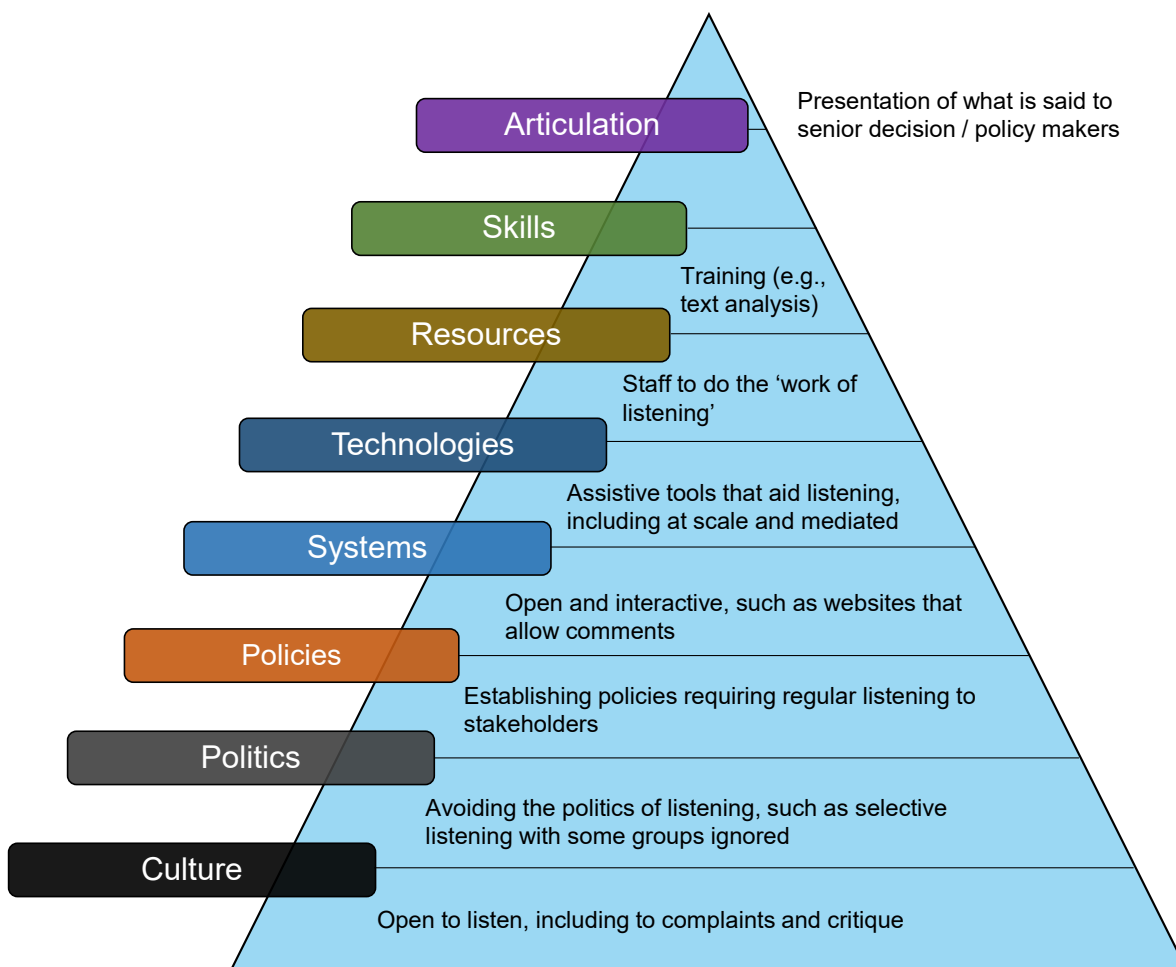 Articulation
Presentation of what is said to
senior decision / policy makers
Skills
Training (e.g.,
text analysis)
Resources
Staff to do the ‘work of
listening’
Technologies
Assistive tools that aid listening,
including at scale and mediated
Systems
Open and interactive, such as websites that
allow comments
Policies
Establishing policies requiring regular listening to
stakeholders
Politics
Avoiding the politics of listening, such as selective
listening with some groups ignored
Culture
Open to listen, including to complaints and critique